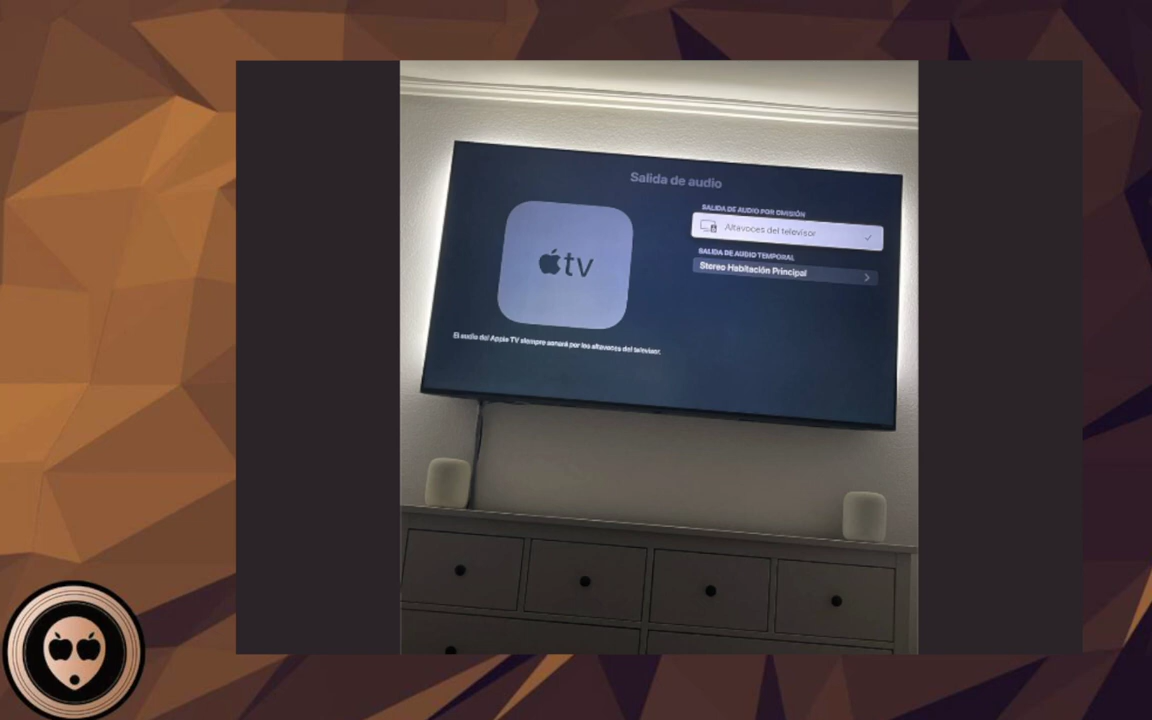 Salida de audio
SALIDA DE AUDIO POR OMISIÓN
Altavoces del televisor
SALIDA DE AUDIO TEMPORAL
Stereo Habitación Principal
tv
El audio del Apple TV siempre sonará por los altavoces del televisor.